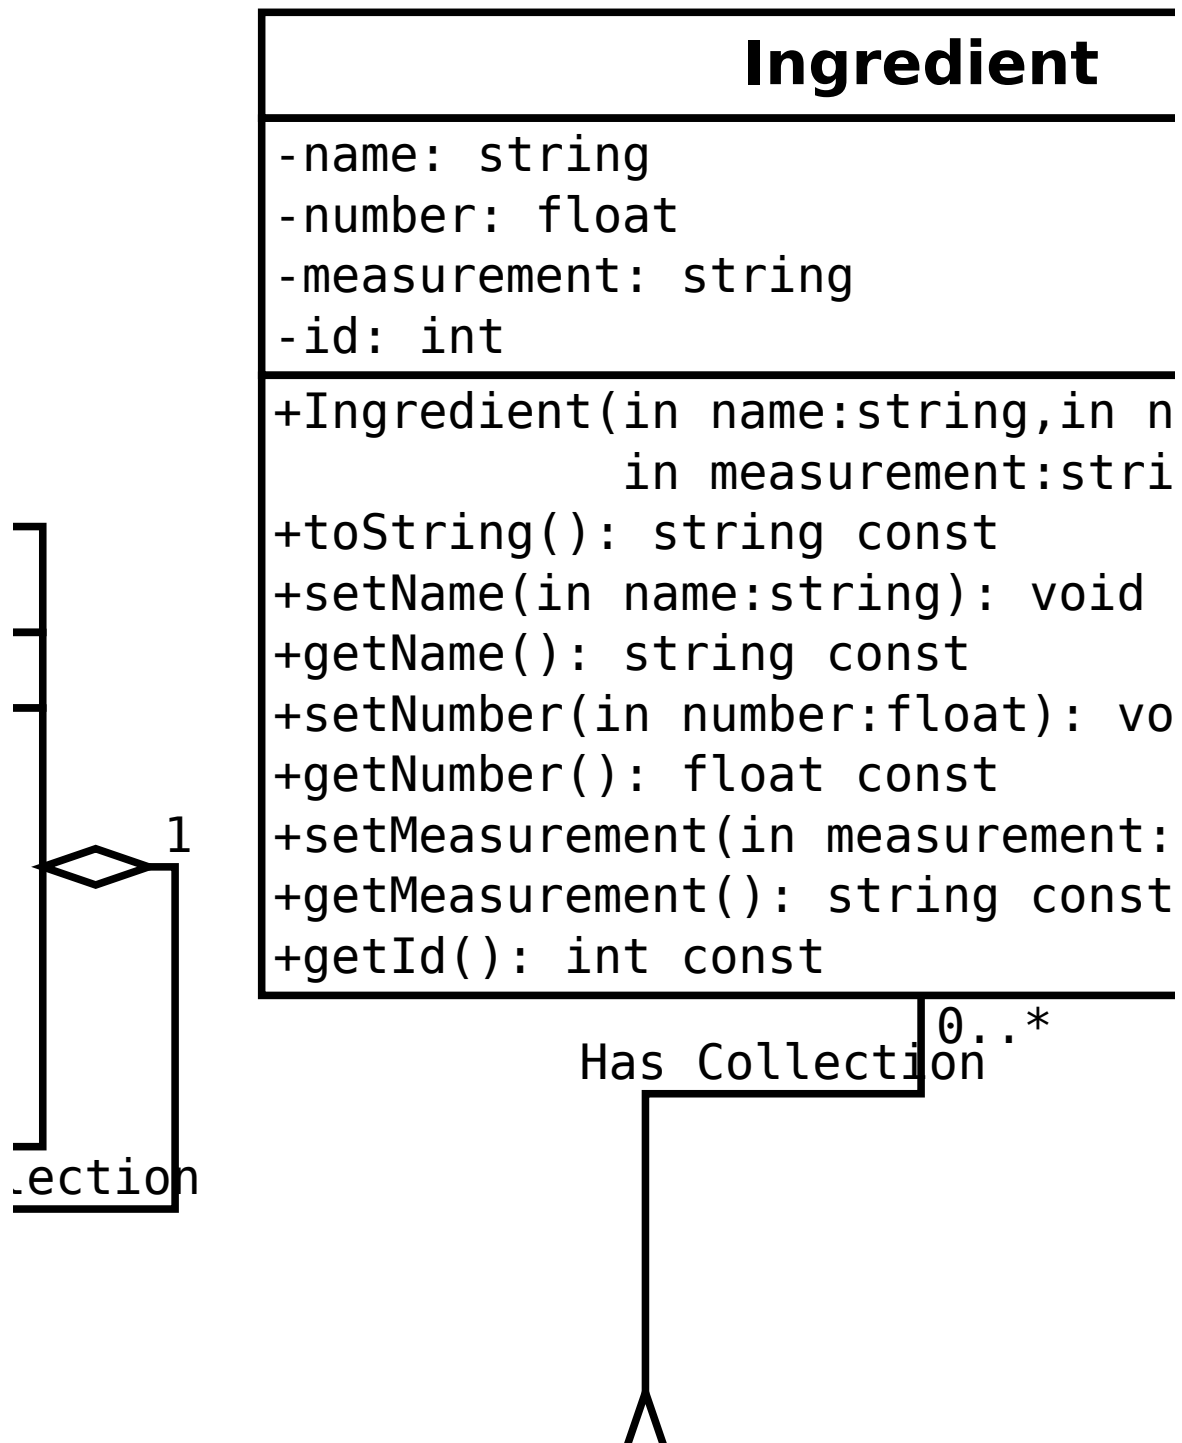 Ingredient
-name: string
-number: float
-measurement: string
-id: int
+Ingredient(in name:string,in n
in measurement:stri
+toString(): string const
+setName(in name:string): void
+getName(): string const
+setNumber(in number:float): vo
+getNumber(): float const
+setMeasurement(in measurement:
+getMeasurement(): string const
+getId(): int const
1
0..*
Has Collection
lection